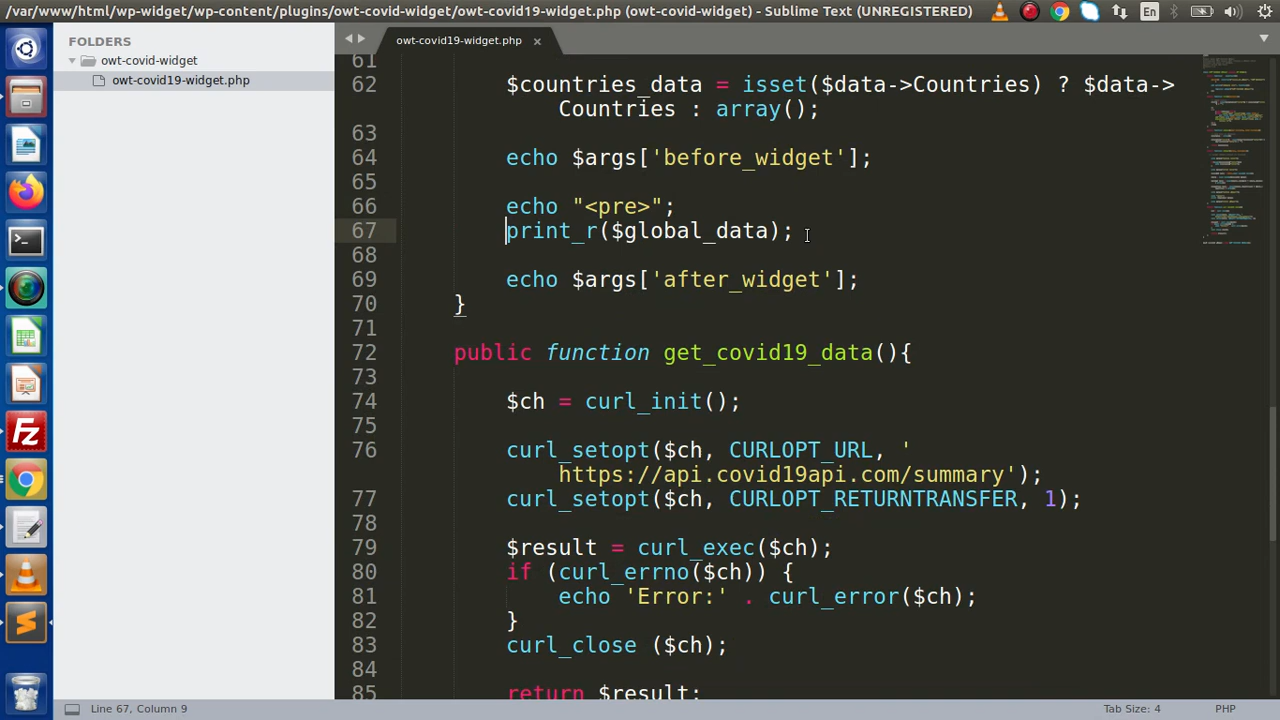 /var/www/html/wp-widget/wp-content/plugins/owt-covid-widget/owt-covid19-widget.php (owt-covid-widget) - Sublime Text (UNREGISTERED)
En
FOLDERS
owt-covid-widget
owt-covid19-widget.php
owt-covid19-widget.php ×
61
62 $countries_data = isset($data->Countries) ? $data->
Countries : array();
63
64 echo $args['before_widget'];
65
66 echo "<pre>";
67 print_r($global_data);
68
69 echo $args['after_widget'];
70 }
71
72 public function get_covid19_data(){
73
74 $ch = curl_init();
75
76 curl_setopt($ch, CURLOPT_URL, '
https://api.covid19api.com/summary');
77 curl_setopt($ch, CURLOPT_RETURNTRANSFER, 1);
78
79 $result = curl_exec($ch);
80 if (curl_errno($ch)) {
81 echo 'Error:' . curl_error($ch);
82 }
83 curl_close ($ch);
84
85 return $result;
Line 67, Column 9
Tab Size: 4
PHP